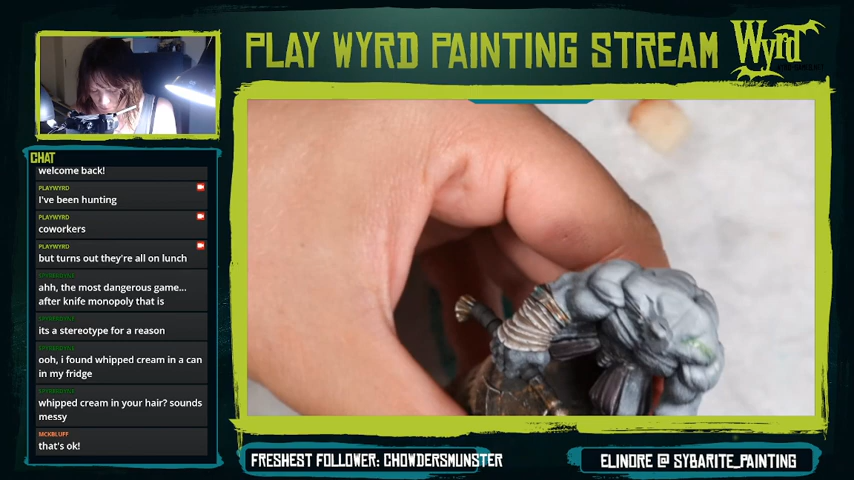 PLAY WYRD PAINTING STREAM
Wyrd
CHAT
welcome back!
PLAYWYRD
I've been hunting
PLAYWYRD
coworkers
PLAYWYRD
but turns out they're all on lunch
ahh, the most dangerous game...
after knife monopoly that is
its a stereotype for a reason
ooh, i found whipped cream in a can
in my fridge
whipped cream in your hair? sounds
messy
MCKBLUFF
that's ok!
FRESHEST FOLLOWER: CHOWDERSMUNSTER
ELINORE @ SYBARITE_PAINTING